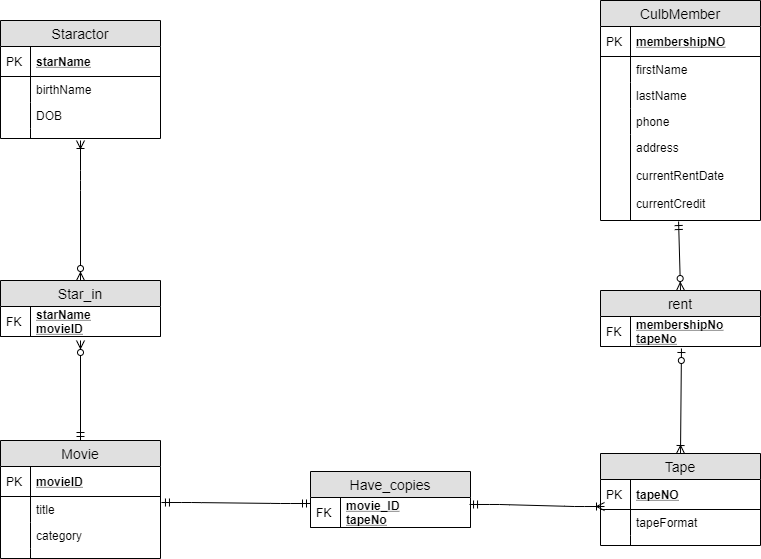 Staractor
PK starName
birthName
DOB
CulbMember
PK membershipNO
firstName
lastName
phone
address
currentRentDate
currentCredit
Star_in
FK starName
movieID
rent
FK membershipNo
tapeNo
Movie
PK movieID
title
category
Have_copies
FK movie_ID
tapeNo
Tape
PK tapeNO
tapeFormat